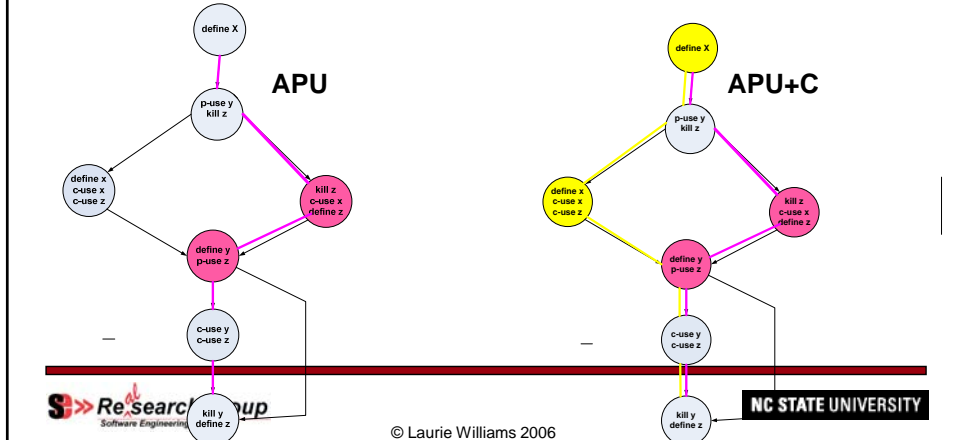 define X
APU
p-use y
kill z
define x
c-use x
c-use z
kill z
c-use x
define z
define y
p-use z
c-use y
c-use z
kill y
define z
define X
APU+C
p-use y
kill z
define x
c-use x
c-use z
kill z
c-use x
define z
define y
p-use z
c-use y
c-use z
kill y
define z
Software Engineering
© Laurie Williams 2006
NC STATE UNIVERSITY